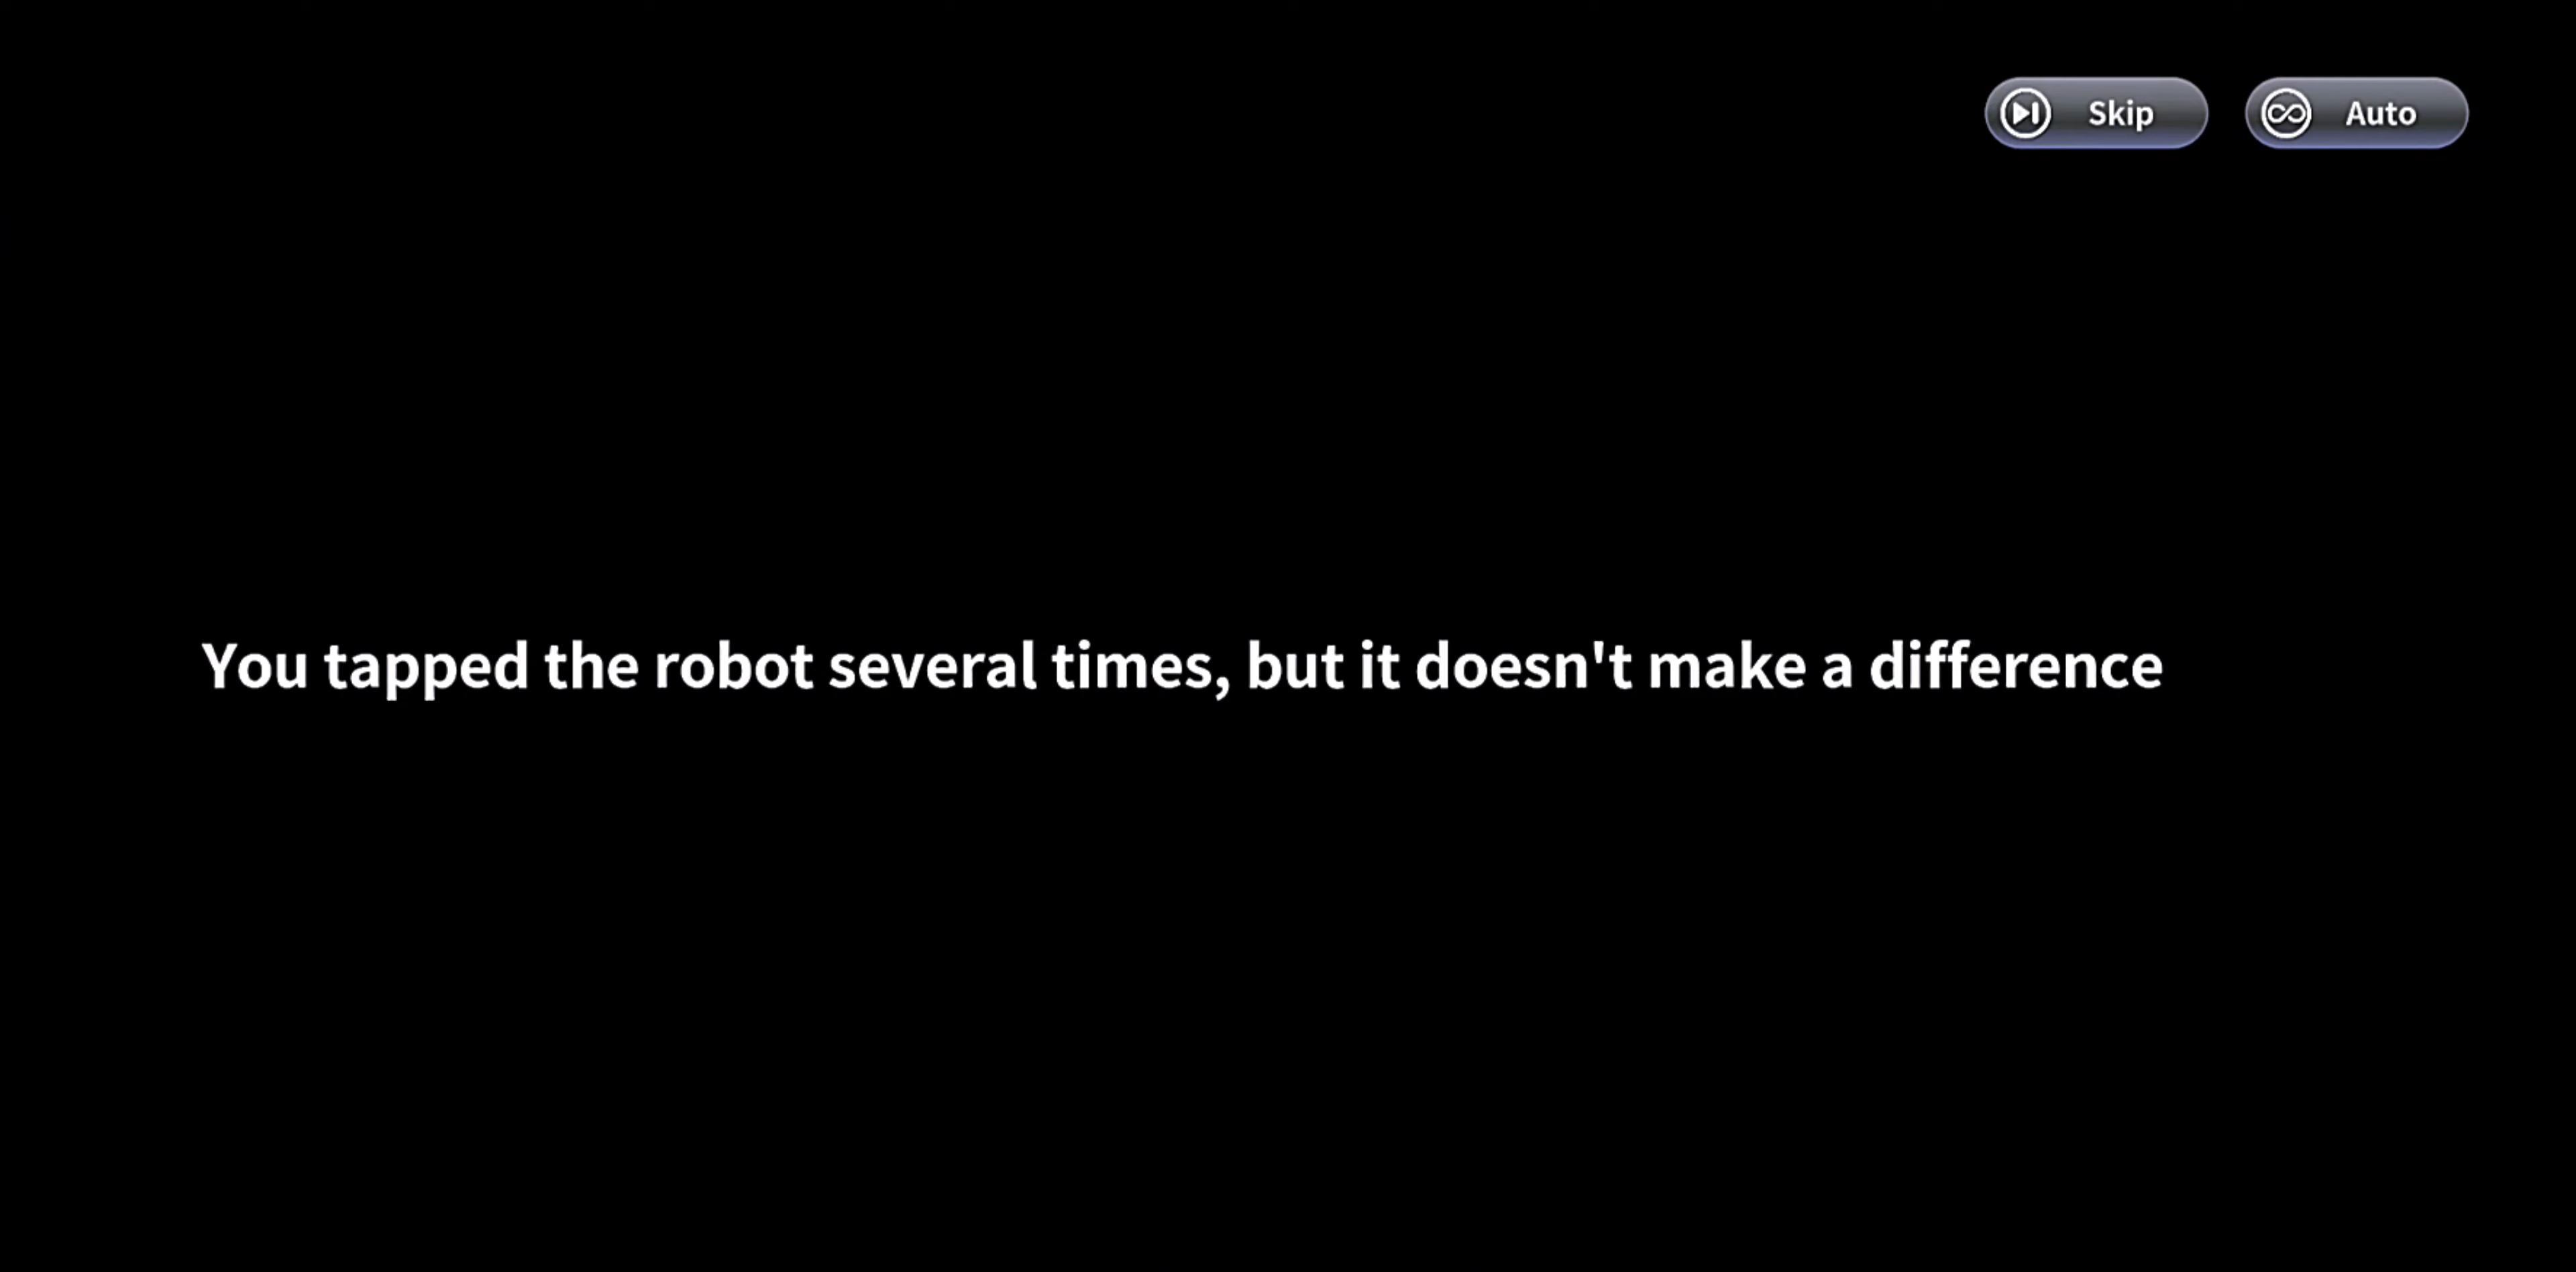 Skip Auto
You tapped the robot several times, but it doesn't make a difference